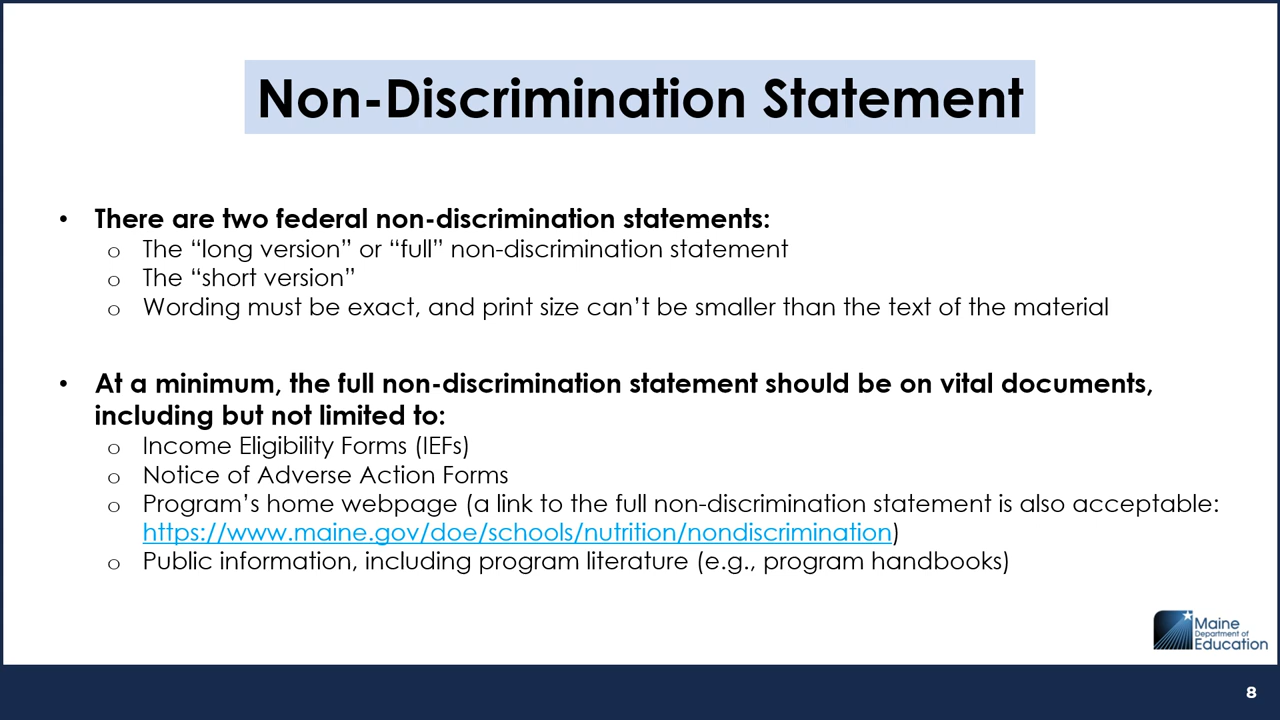 Non-Discrimination Statement
• There are two federal non-discrimination statements:
o The “long version” or “full” non-discrimination statement
o The “short version”
o Wording must be exact, and print size can’t be smaller than the text of the material
• At a minimum, the full non-discrimination statement should be on vital documents,
including but not limited to:
o Income Eligibility Forms (IEFs)
o Notice of Adverse Action Forms
o Program’s home webpage (a link to the full non-discrimination statement is also acceptable:
https://www.maine.gov/doe/schools/nutrition/nondiscrimination)
o Public information, including program literature (e.g., program handbooks)
Maine
Department of
Education
8